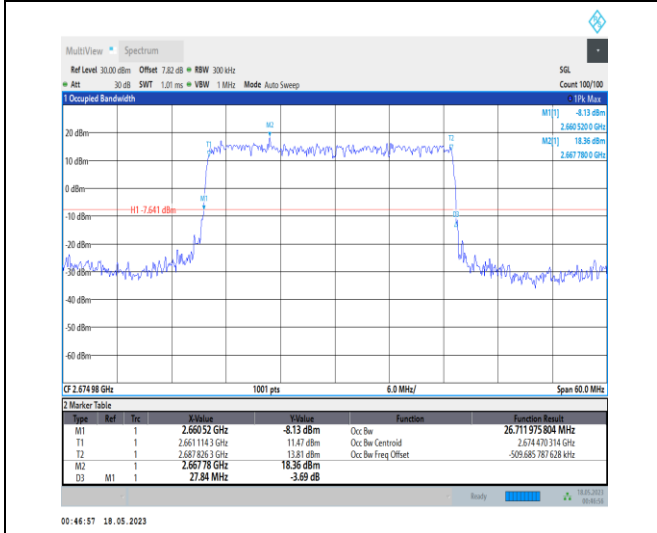 MultiView Spectrum
Ref Level 30.00 dBm Offset 7.82 dB RBW 300 kHz SGL
Att 30 dB SWT 1.01 ms VBW 1 MHz Mode Auto Sweep Count 100/100
1 Occupied Bandwidth 1Pk Max
M1[1] -8.13 dBm
2.660 520 0 GHz
M2[1] 18.36 dBm
2.667 780 0 GHz
M2
20 dBm
T1
T2
10 dBm
0 dBm
M1
H1 -7.641 dBm
-10 dBm
D3
-20 dBm
-30 dBm
-40 dBm
-50 dBm
-60 dBm
CF 2.674 98 GHz 1001 pts 6.0 MHz/ Span 60.0 MHz
2 Marker Table
Type Ref Trc X-Value Y-Value Function Function Result
M1 1 2.660 52 GHz -8.13 dBm Occ Bw 26.711 975 804 MHz
T1 1 2.661 114 3 GHz 11.47 dBm Occ Bw Centroid 2.674 470 314 GHz
T2 1 2.687 826 3 GHz 13.81 dBm Occ Bw Freq Offset -509.685 787 628 kHz
M2 1 2.667 78 GHz 18.36 dBm
D3 M1 1 27.84 MHz -3.69 dB
Ready 18.05.2023
00:46:56
00:46:57 18.05.2023